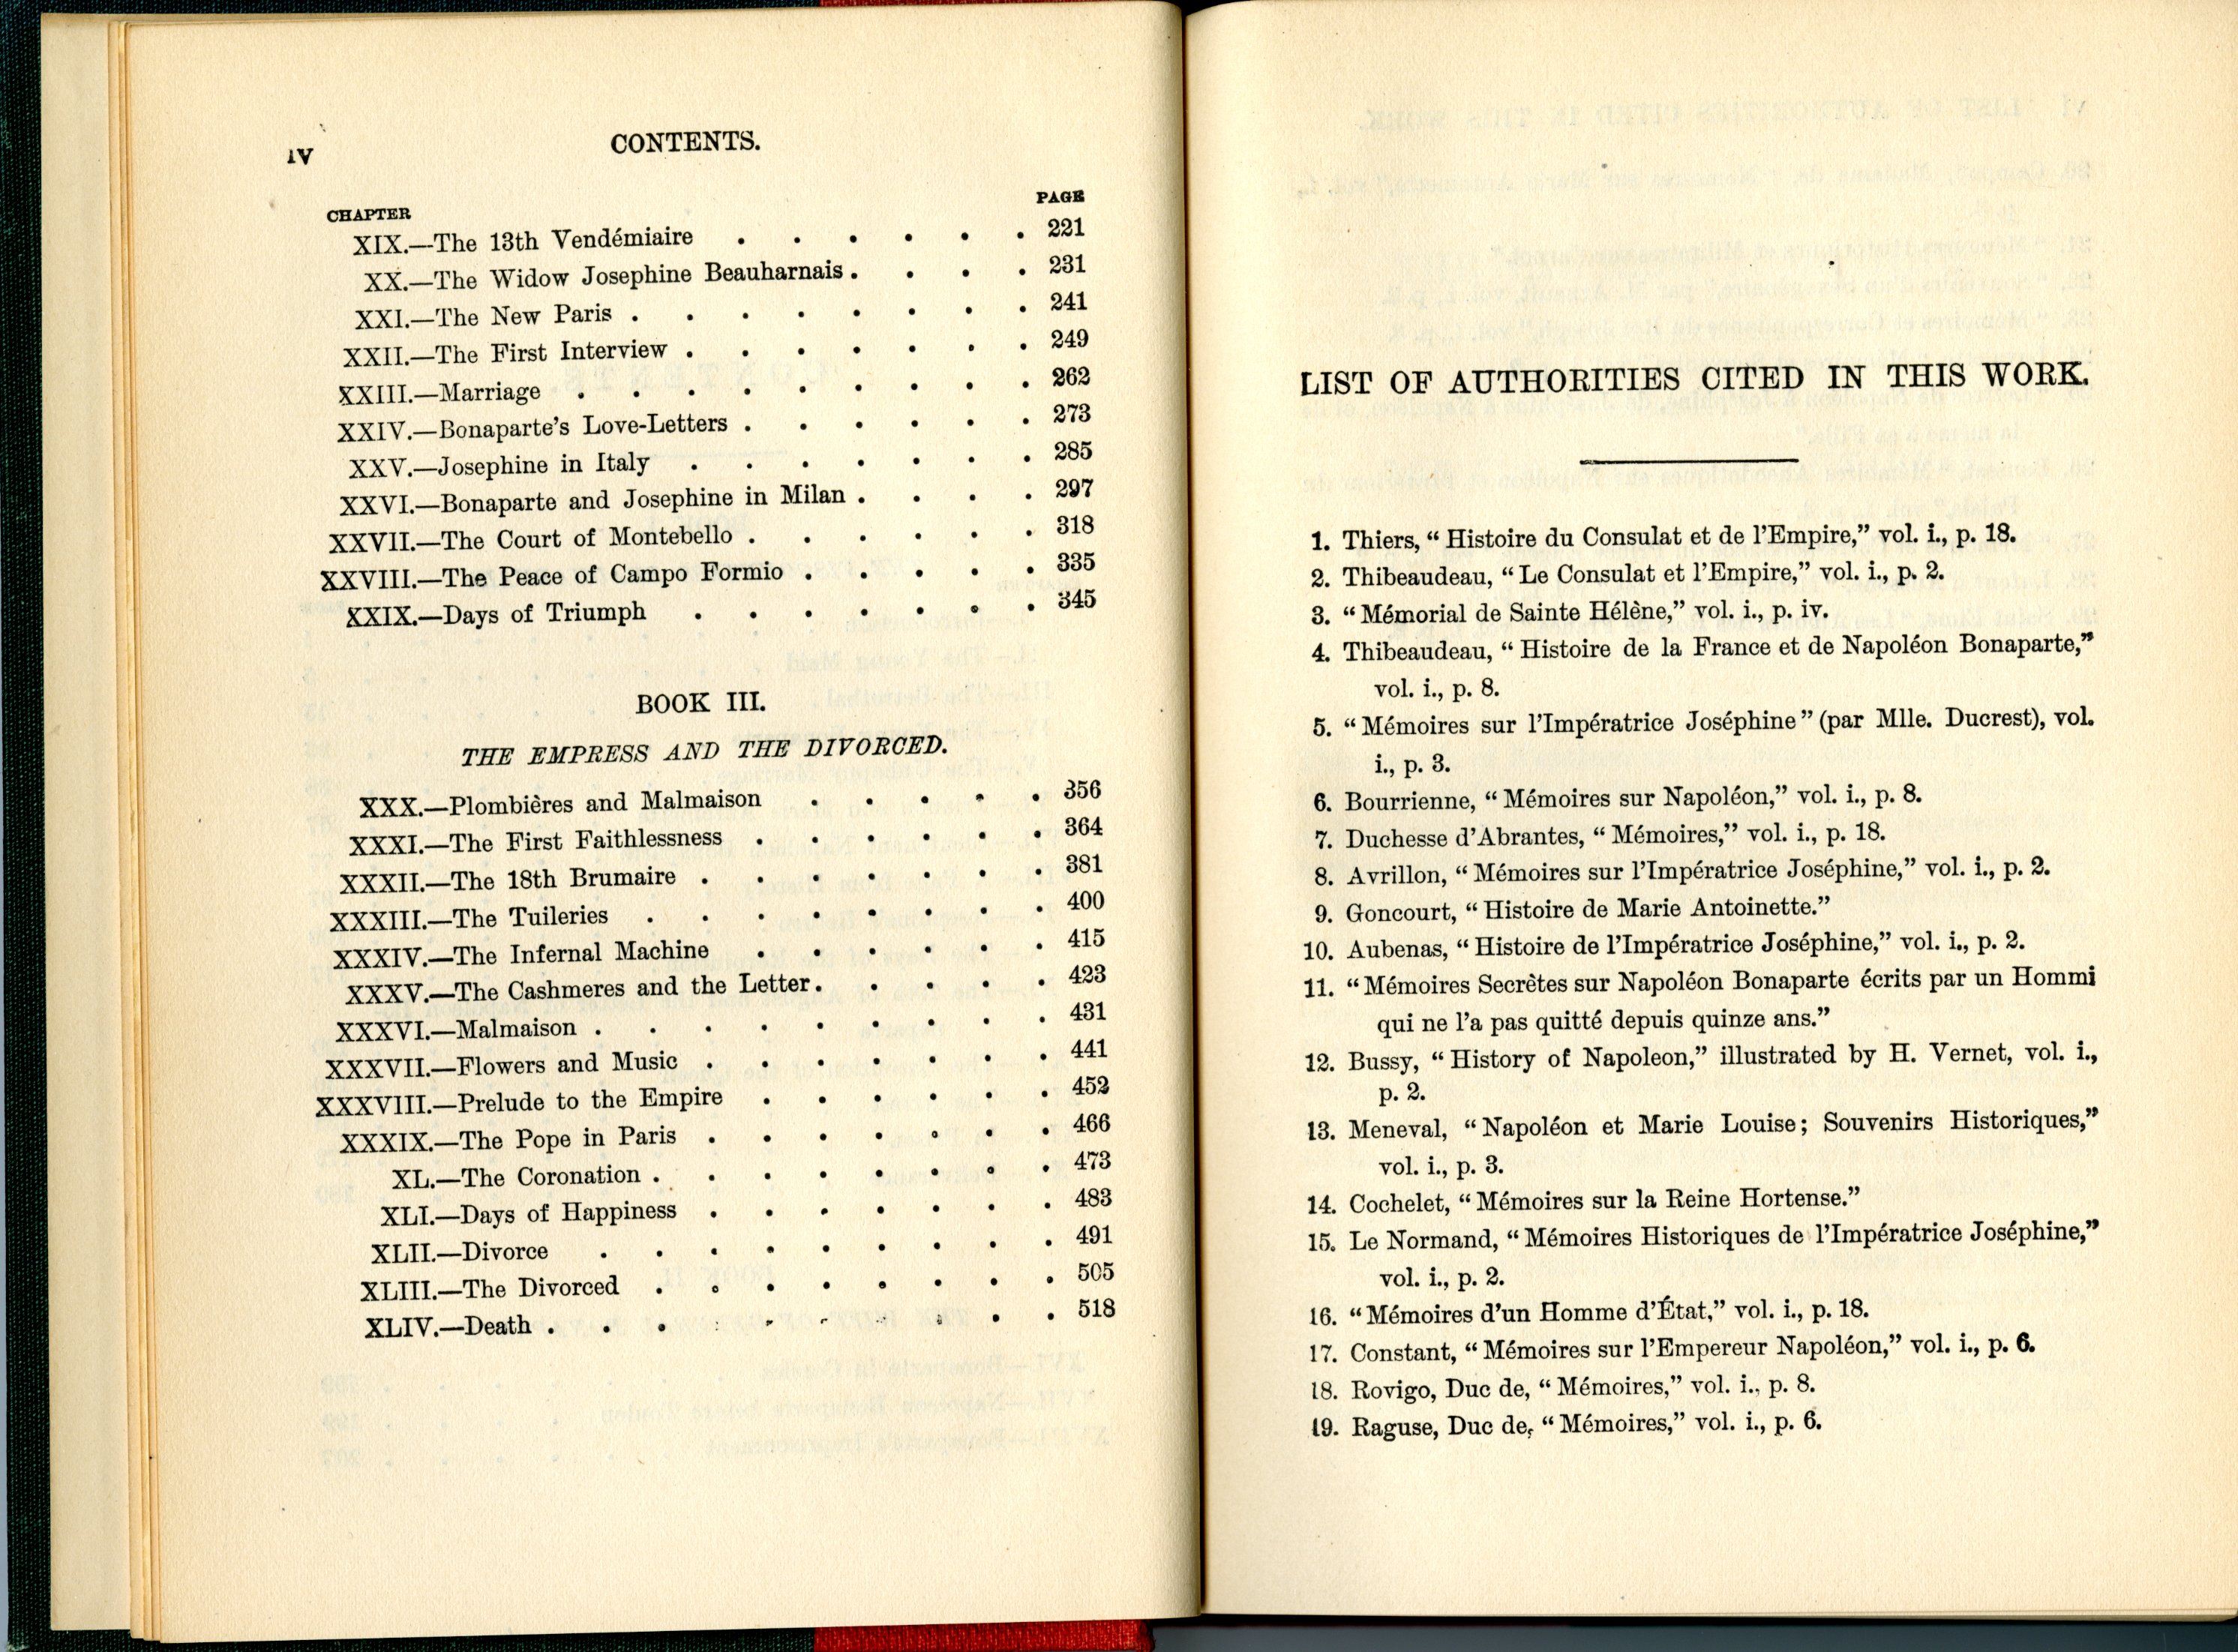 iv
CONTENTS.
CHAPTER PAGE
XIX.—The 13th Vendémiaire . . . . . . 221
XX.—The Widow Josephine Beauharnais . . . . 231
XXI.—The New Paris . . . . . . . . 241
XXII.—The First Interview . . . . . . . 249
XXIII.—Marriage . . . . . . . . . 262
XXIV.—Bonaparte's Love-Letters . . . . . . 273
XXV.—Josephine in Italy . . . . . . . 285
XXVI.—Bonaparte and Josephine in Milan . . . . 297
XXVII.—The Court of Montebello . . . . . . 318
XXVIII.—The Peace of Campo Formio . . . . . 335
XXIX.—Days of Triumph . . . . . . . 345
BOOK III.
THE EMPRESS AND THE DIVORCED.
XXX.—Plombières and Malmaison . . . . . 356
XXXI.—The First Faithlessness . . . . . . 364
XXXII.—The 18th Brumaire . . . . . . . 381
XXXIII.—The Tuileries . . . . . . . . 400
XXXIV.—The Infernal Machine . . . . . . 415
XXXV.—The Cashmeres and the Letter . . . . . 423
XXXVI.—Malmaison . . . . . . . . . 431
XXXVII.—Flowers and Music . . . . . . . 441
XXXVIII.—Prelude to the Empire . . . . . . 452
XXXIX.—The Pope in Paris . . . . . . . 466
XL.—The Coronation . . . . . . . . 473
XLI.—Days of Happiness . . . . . . . 483
XLII.—Divorce . . . . . . . . . 491
XLIII.—The Divorced . . . . . . . . 505
XLIV.—Death . . . . . . . . . . 518
LIST OF AUTHORITIES CITED IN THIS WORK.
1. Thiers, “Histoire du Consulat et de l'Empire,” vol. i., p. 18.
2. Thibeaudeau, “Le Consulat et l'Empire,” vol. i., p. 2.
3. “Mémorial de Sainte Hélène,” vol. i., p. iv.
4. Thibeaudeau, “Histoire de la France et de Napoléon Bonaparte,”
vol. i., p. 8.
5. “Mémoires sur l'Impératrice Joséphine” (par Mlle. Ducrest), vol.
i., p. 3.
6. Bourrienne, “Mémoires sur Napoléon,” vol. i., p. 8.
7. Duchesse d'Abrantes, “Mémoires,” vol. i., p. 18.
8. Avrillon, “Mémoires sur l'Impératrice Joséphine,” vol. i., p. 2.
9. Goncourt, “Histoire de Marie Antoinette.”
10. Aubenas, “Histoire de l'Impératrice Joséphine,” vol. i., p. 2.
11. “Mémoires Secrètes sur Napoléon Bonaparte écrits par un Hommi
qui ne l'a pas quitté depuis quinze ans.”
12. Bussy, “History of Napoleon,” illustrated by H. Vernet, vol. i.,
p. 2.
13. Meneval, “Napoléon et Marie Louise; Souvenirs Historiques,”
vol. i., p. 3.
14. Cochelet, “Mémoires sur la Reine Hortense.”
15. Le Normand, “Mémoires Historiques de l'Impératrice Joséphine,”
vol. i., p. 2.
16. “Mémoires d'un Homme d'État,” vol. i., p. 18.
17. Constant, “Mémoires sur l'Empereur Napoléon,” vol. i., p. 6.
18. Rovigo, Duc de, “Mémoires,” vol. i., p. 8.
19. Raguse, Duc de, “Mémoires,” vol. i., p. 6.